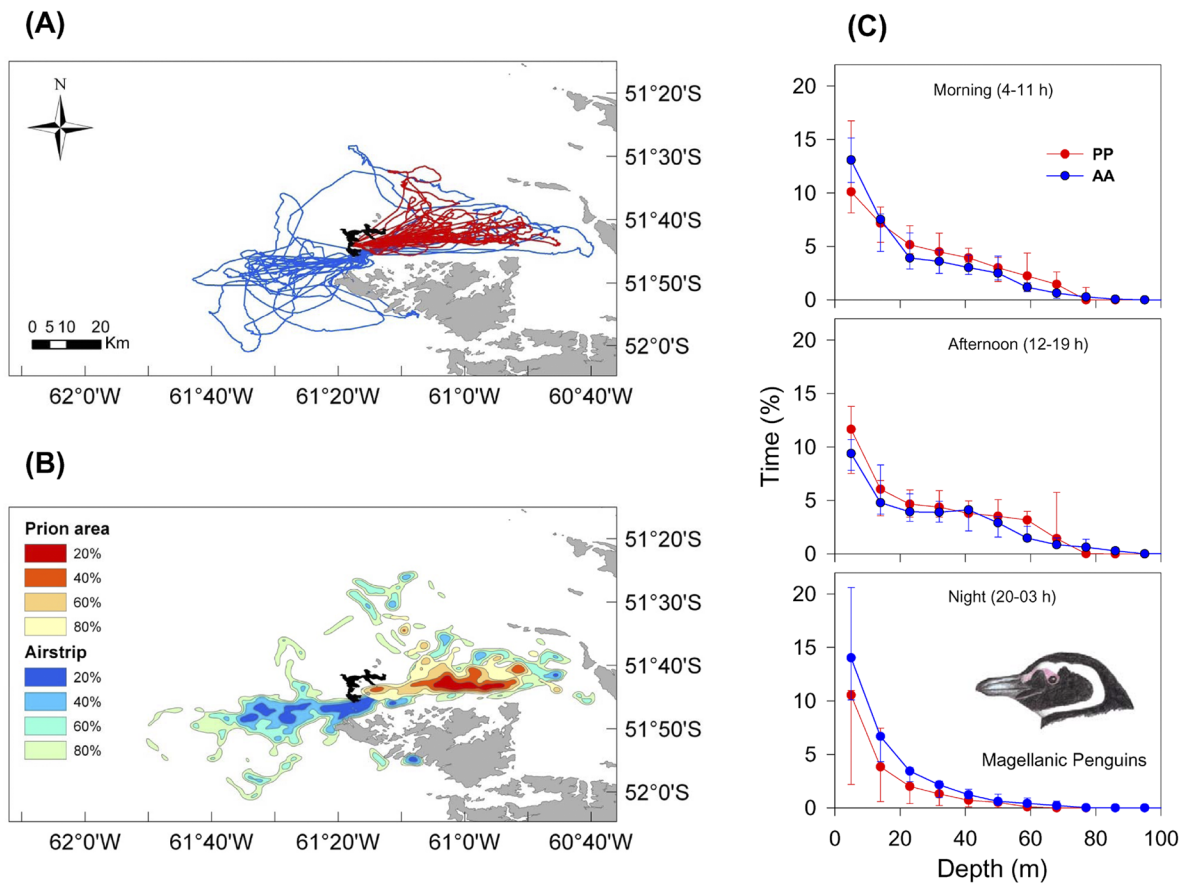 (A)
N
0 5 10 20
Km
51°20'S
51°30'S
51°40'S
51°50'S
52°0'S
62°0'W 61°40'W 61°20'W 61°0'W 60°40'W
(B)
Prion area
20%
40%
60%
80%
Airstrip
20%
40%
60%
80%
51°20'S
51°30'S
51°40'S
51°50'S
52°0'S
62°0'W 61°40'W 61°20'W 61°0'W 60°40'W
(C)
Morning (4-11 h)
PP
AA
20
15
10
5
0
Afternoon (12-19 h)
20
15
10
5
0
Time (%)
Night (20-03 h)
Magellanic Penguins
20
15
10
5
0
0 20 40 60 80 100
Depth (m)